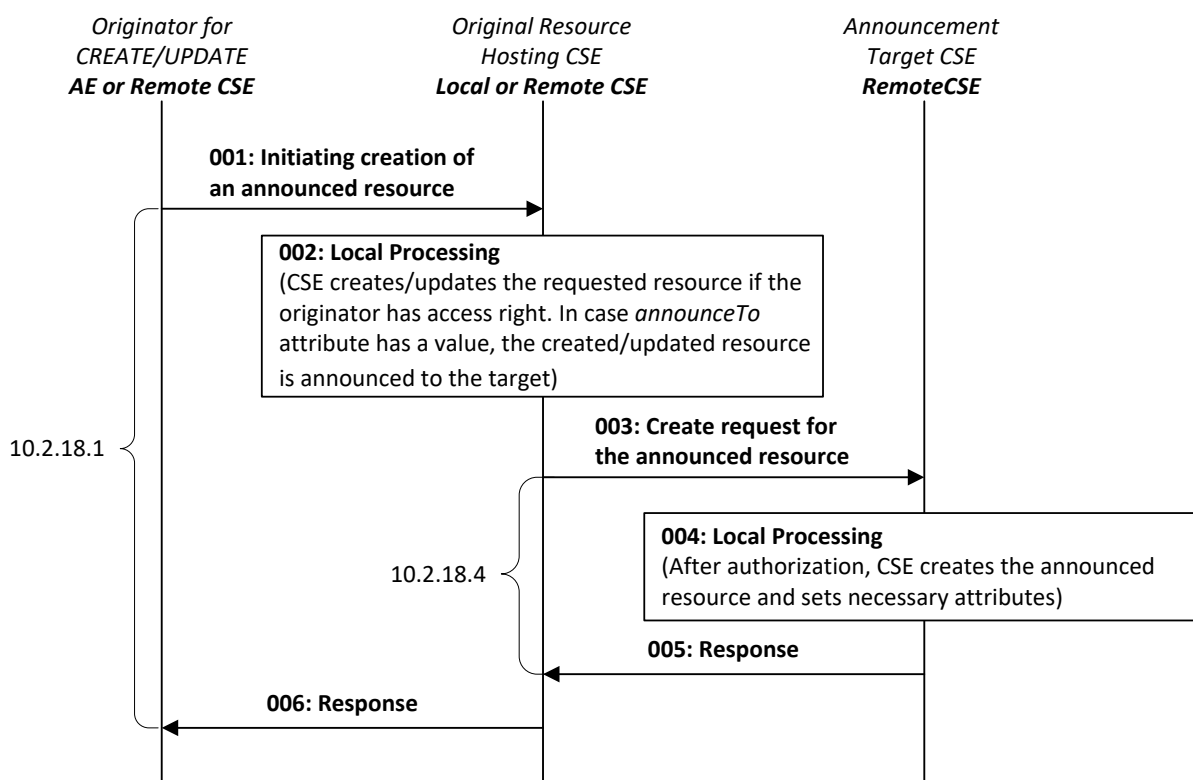 Originator for
CREATE/UPDATE
AE or Remote CSE
Original Resource
Hosting CSE
Local or Remote CSE
Announcement
Target CSE
RemoteCSE
001: Initiating creation of
an announced resource
002: Local Processing
(CSE creates/updates the requested resource if the
originator has access right. In case announceTo
attribute has a value, the created/updated resource
is announced to the target)
10.2.18.1
003: Create request for
the announced resource
004: Local Processing
(After authorization, CSE creates the announced
resource and sets necessary attributes)
10.2.18.4
005: Response
006: Response